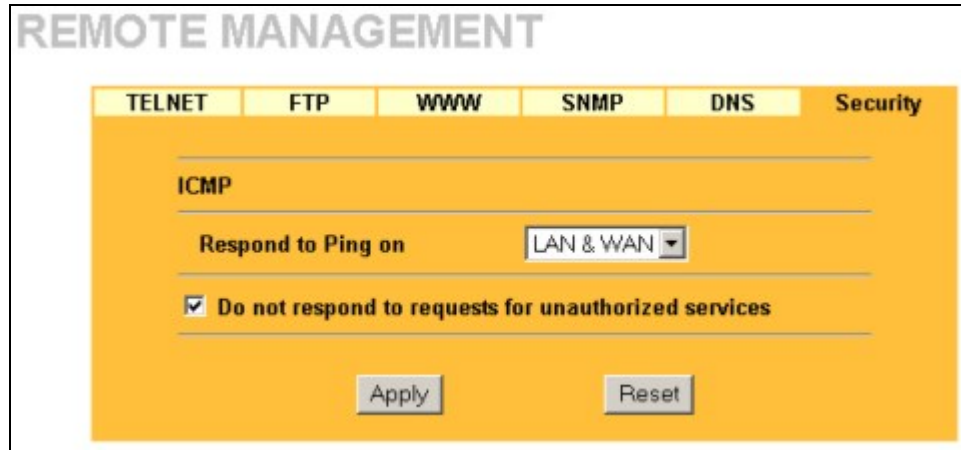 REMOTE MANAGEMENT
TELNET FTP WWW SNMP DNS Security
ICMP
Respond to Ping on LAN & WAN
Do not respond to requests for unauthorized services
Apply Reset